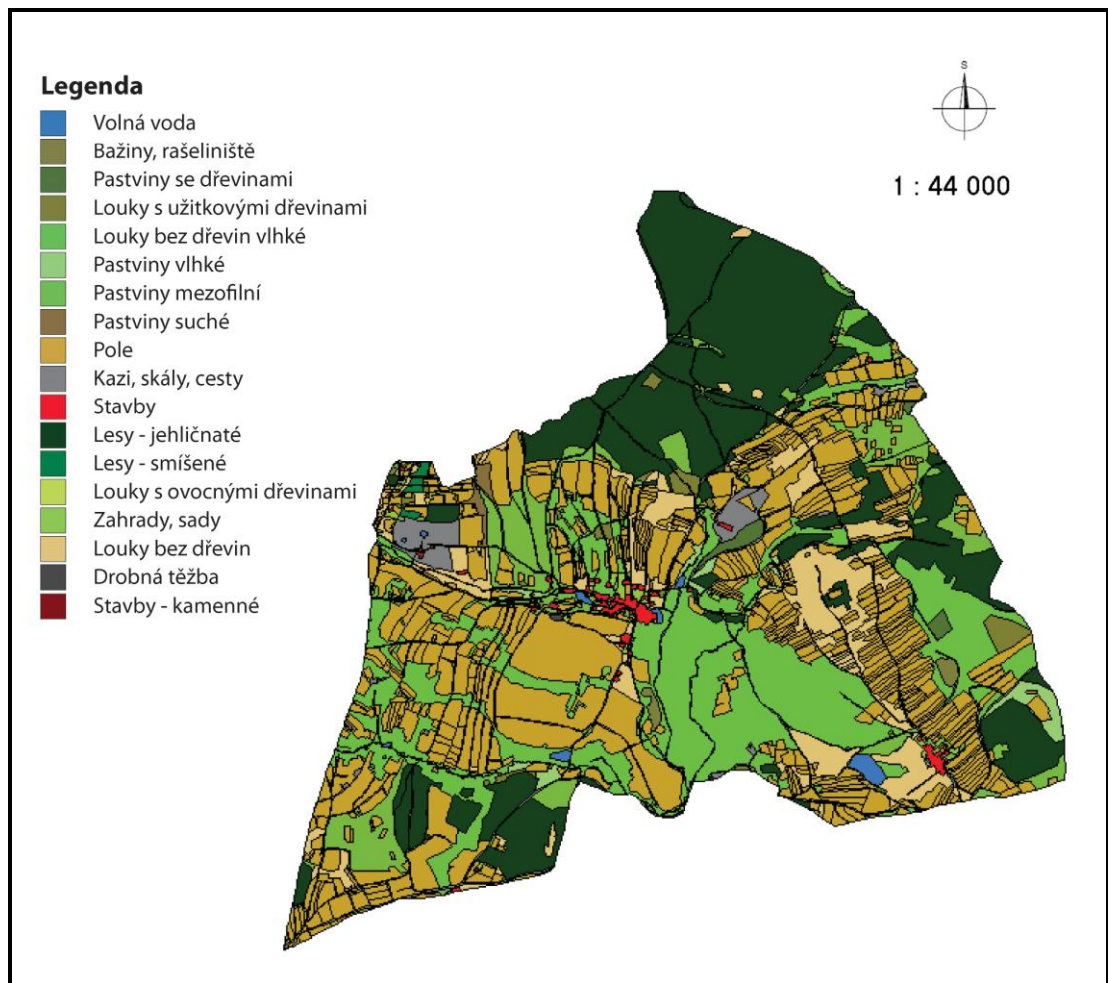 Legenda
Volná voda
Bažiny, rašeliniště
Pastviny se dřevinami
Louky s užitkovými dřevinami
Louky bez dřevin vlhké
Pastviny vlhké
Pastviny mezofilní
Pastviny suché
Pole
Kazi, skály, cesty
Stavby
Lesy - jehličnaté
Lesy - smíšené
Louky s ovocnými dřevinami
Zahrady, sady
Louky bez dřevin
Drobná těžba
Stavby - kamenné
S
1 : 44 000